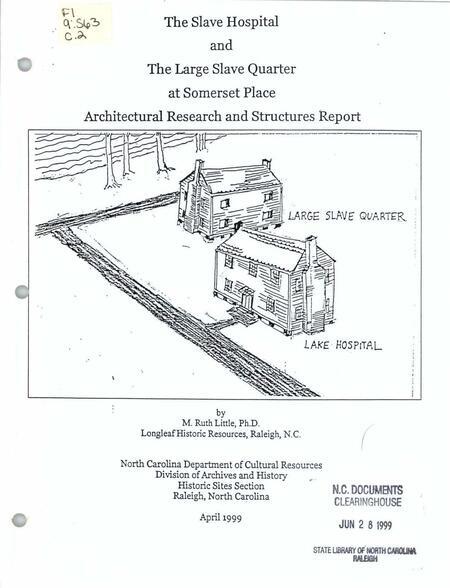 F1
9:S63
C.2
The Slave Hospital
and
The Large Slave Quarter
at Somerset Place
Architectural Research and Structures Report
LARGE SLAVE QUARTER
LAKE HOSPITAL
by
M. Ruth Little, Ph.D.
Longleaf Historic Resources, Raleigh, N.C.
North Carolina Department of Cultural Resources
Division of Archives and History
Historic Sites Section
Raleigh, North Carolina
April 1999
N.C. DOCUMENTS
CLEARINGHOUSE
JUN 28 1999
STATE LIBRARY OF NORTH CAROLINA
RALEIGH